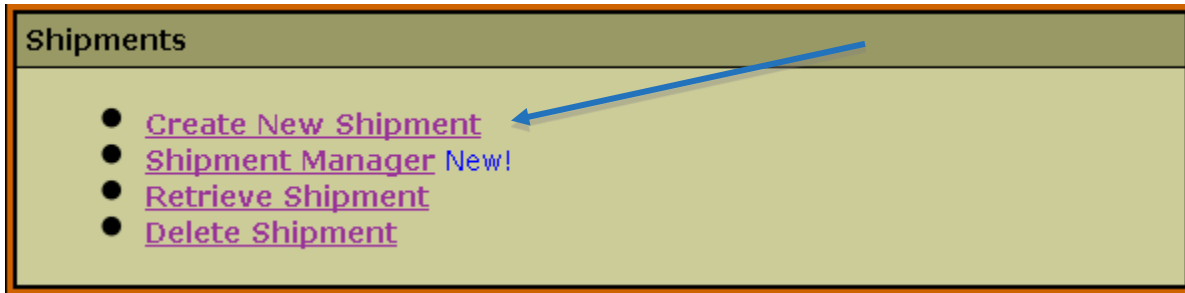 Shipments
Create New Shipment
Shipment Manager New!
Retrieve Shipment
Delete Shipment